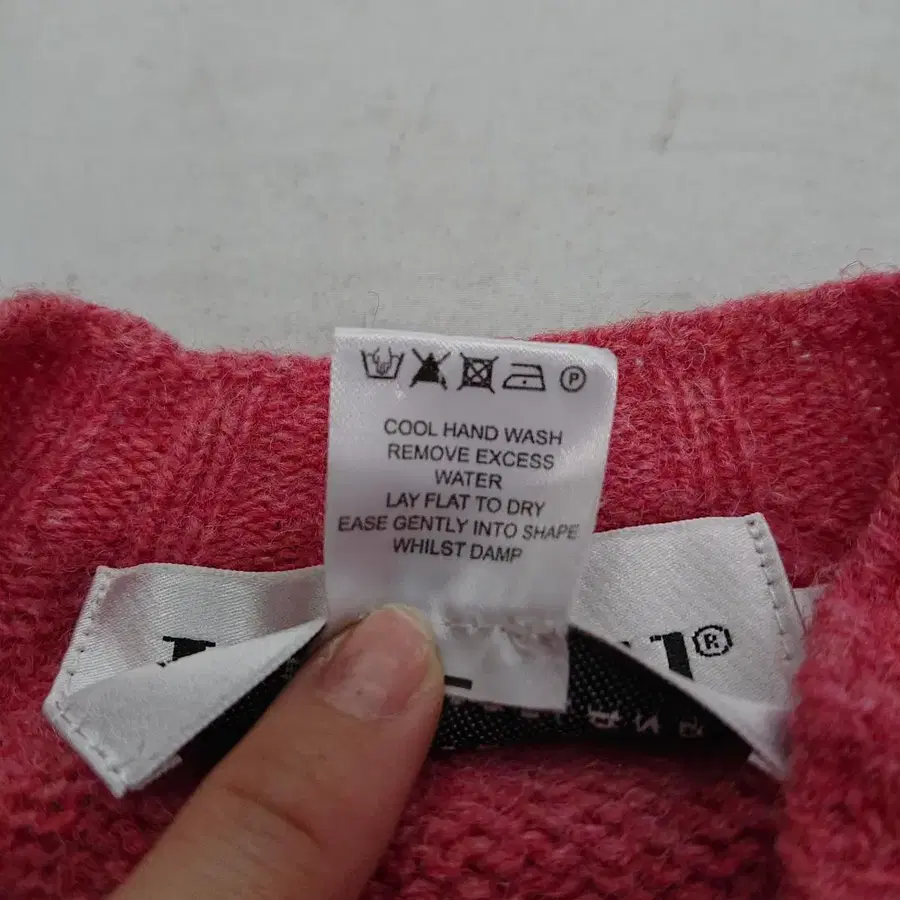 P
COOL HAND WASH
REMOVE EXCESS
WATER
LAY FLAT TO DRY
EASE GENTLY INTO SHAPE
WHILST DAMP
®